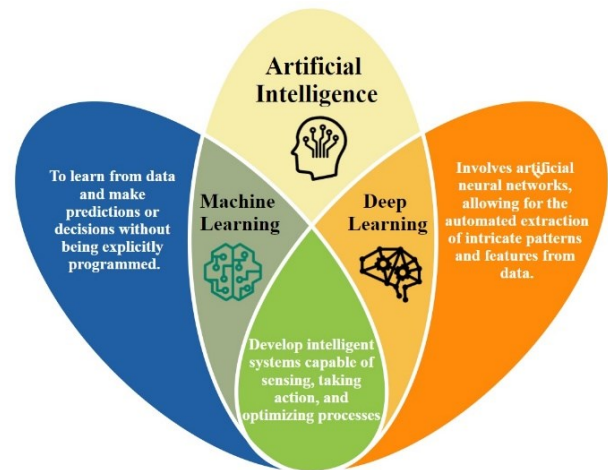 Artificial
Intelligence
To learn from data
and make
predictions or
decisions without
being explicitly
programmed.
Machine
Learning
Deep
Learning
Involves artificial
neural networks,
allowing for the
automated extraction
of intricate patterns
and features from
data.
Develop intelligent
systems capable of
sensing, taking
action, and
optimizing processes